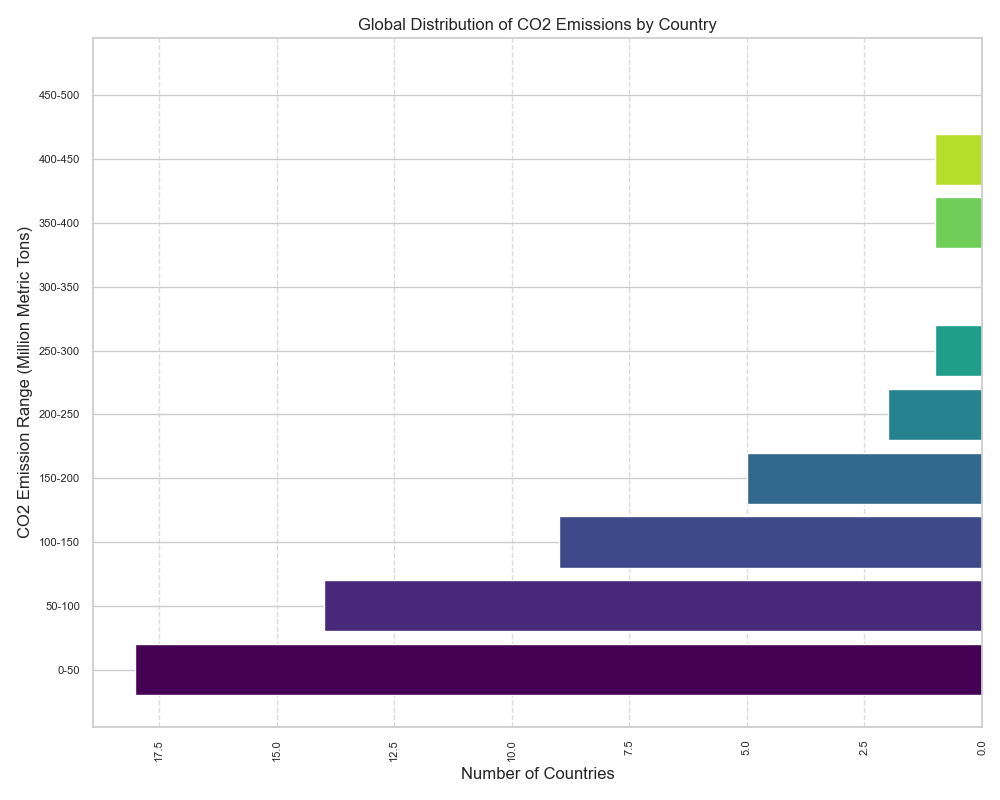 Global Distribution of CO2 Emissions by Country
CO2 Emission Range (Million Metric Tons)
450-500
400-450
350-400
300-350
250-300
200-250
150-200
100-150
50-100
0-50
17.5 15.0 12.5 10.0 7.5 5.0 2.5 0.0
Number of Countries